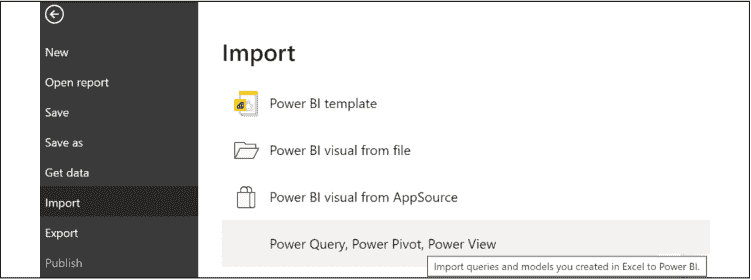 New
Open report
Save
Save as
Get data
Import
Export
Publish
Import
Power BI template
Power BI visual from file
Power BI visual from AppSource
Power Query, Power Pivot, Power View
Import queries and models you created in Excel to Power BI.